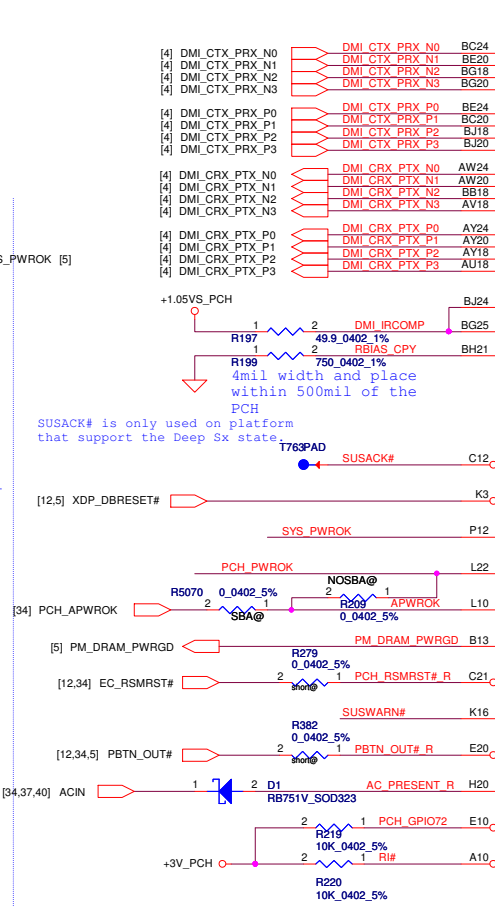 [4] DMI_CTX_PRX_N0 DMI_CTX_PRX_N0 BC24
[4] DMI_CTX_PRX_N1 DMI_CTX_PRX_N1 BE20
[4] DMI_CTX_PRX_N2 DMI_CTX_PRX_N2 BG18
[4] DMI_CTX_PRX_N3 DMI_CTX_PRX_N3 BG20
[4] DMI_CTX_PRX_P0 DMI_CTX_PRX_P0 BE24
[4] DMI_CTX_PRX_P1 DMI_CTX_PRX_P1 BC20
[4] DMI_CTX_PRX_P2 DMI_CTX_PRX_P2 BJ18
[4] DMI_CTX_PRX_P3 DMI_CTX_PRX_P3 BJ20
[4] DMI_CRX_PTX_N0 DMI_CRX_PTX_N0 AW24
[4] DMI_CRX_PTX_N1 DMI_CRX_PTX_N1 AW20
[4] DMI_CRX_PTX_N2 DMI_CRX_PTX_N2 BB18
[4] DMI_CRX_PTX_N3 DMI_CRX_PTX_N3 AV18
[4] DMI_CRX_PTX_P0 DMI_CRX_PTX_P0 AY24
[4] DMI_CRX_PTX_P1 DMI_CRX_PTX_P1 AY20
[4] DMI_CRX_PTX_P2 DMI_CRX_PTX_P2 AY18
[4] DMI_CRX_PTX_P3 DMI_CRX_PTX_P3 AU18
S_PWROK [5]
+1.05VS_PCH
BJ24
1 2 DMI_IRCOMP BG25
R197 49.9_0402_1%
1 2 RBIAS_CPY BH21
R199 750_0402_1%
4mil width and place
within 500mil of the
PCH
SUSACK# is only used on platform
that support the Deep Sx state.
T763PAD
SUSACK# C12
[12,5] XDP_DBRESET# K3
SYS_PWROK P12
PCH_PWROK L22
NOSBA@
R5070 0_0402_5% 2 1
[34] PCH_APWROK 2 1 R209 APWROK L10
SBA@ 0_0402_5%
[5] PM_DRAM_PWRGD PM_DRAM_PWRGD B13
R279
0_0402_5%
[12,34] EC_RSMRST# 2 1 PCH_RSMRST#_R C21
short@
SUSWARN# K16
R382
0_0402_5%
[12,34,5] PBTN_OUT# 2 1 PBTN_OUT#_R E20
short@
[34,37,40] ACIN 1 2 D1 AC_PRESENT_R H20
RB751V_SOD323
2 1 PCH_GPIO72 E10
R219
10K_0402_5%
+3V_PCH 2 1 RI# A10
R220
10K_0402_5%